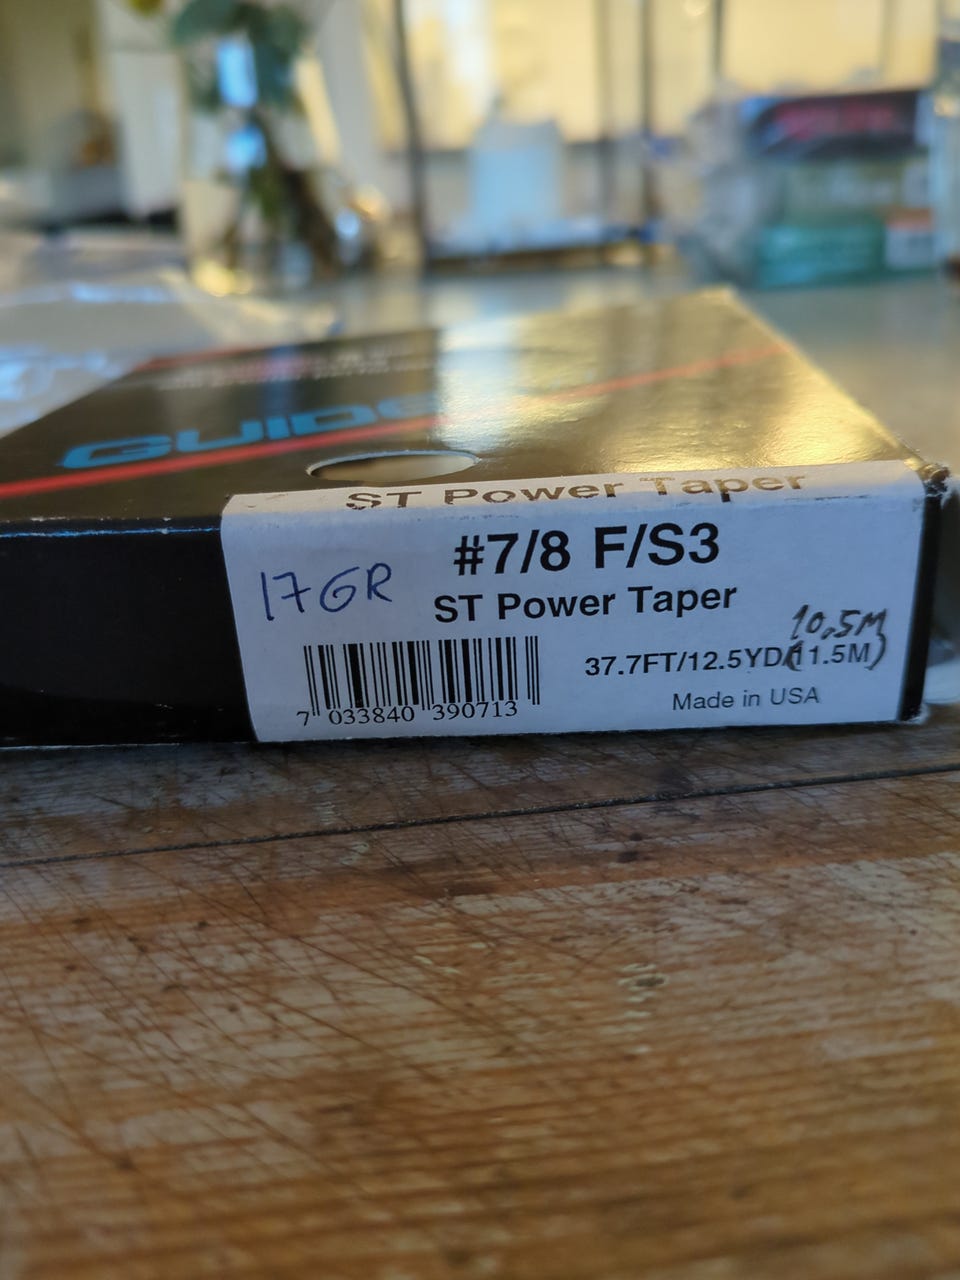 GUIDE
ST Power Taper
#7/8 F/S3
17GR
ST Power Taper
10.5M
37.7FT/12.5YD/(11.5M)
7 033840 390713
Made in USA